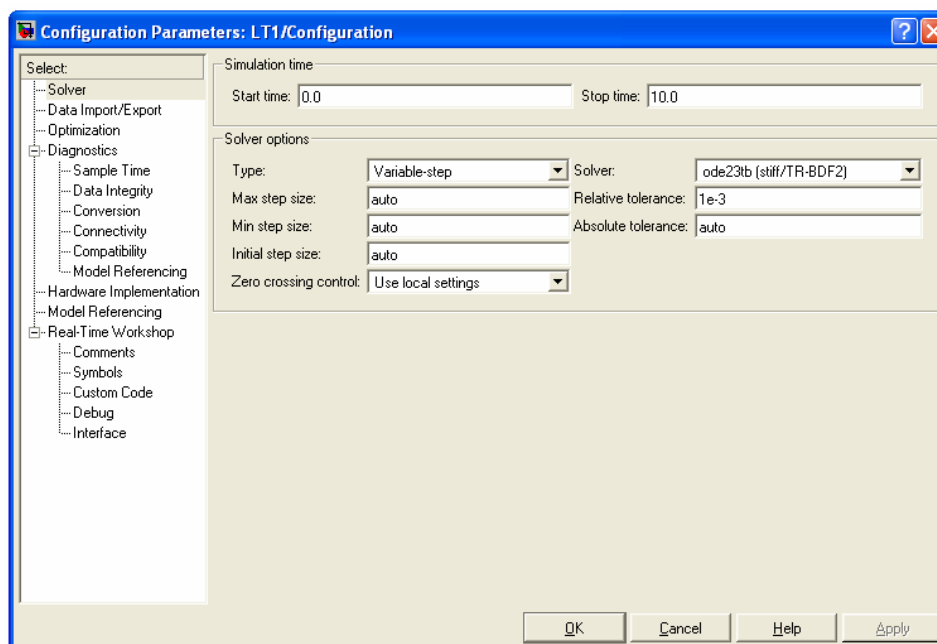 Configuration Parameters: LT1/Configuration
Select:
Solver
Data Import/Export
Optimization
Diagnostics
Sample Time
Data Integrity
Conversion
Connectivity
Compatibility
Model Referencing
Hardware Implementation
Model Referencing
Real-Time Workshop
Comments
Symbols
Custom Code
Debug
Interface
Simulation time
Start time: 0.0 Stop time: 10.0
Solver options
Type: Variable-step Solver: ode23tb (stiff/TR-BDF2)
Max step size: auto Relative tolerance: 1e-3
Min step size: auto Absolute tolerance: auto
Initial step size: auto
Zero crossing control: Use local settings
OK Cancel Help Apply